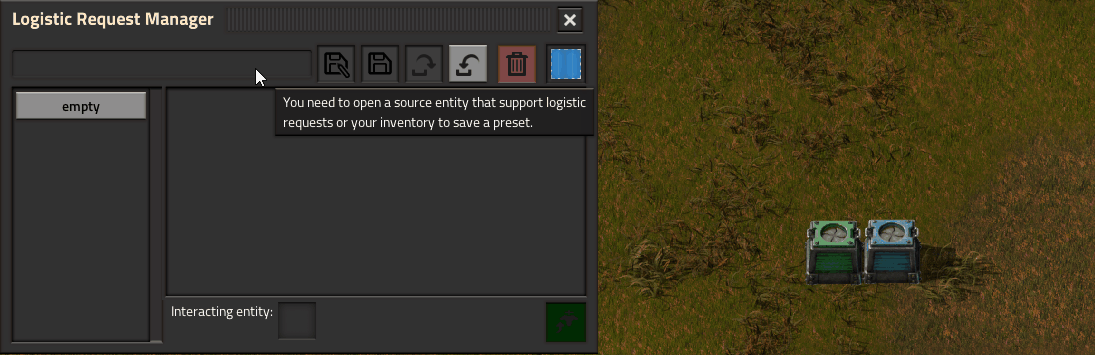 Logistic Request Manager
You need to open a source entity that support logistic
requests or your inventory to save a preset.
empty
Interacting entity: